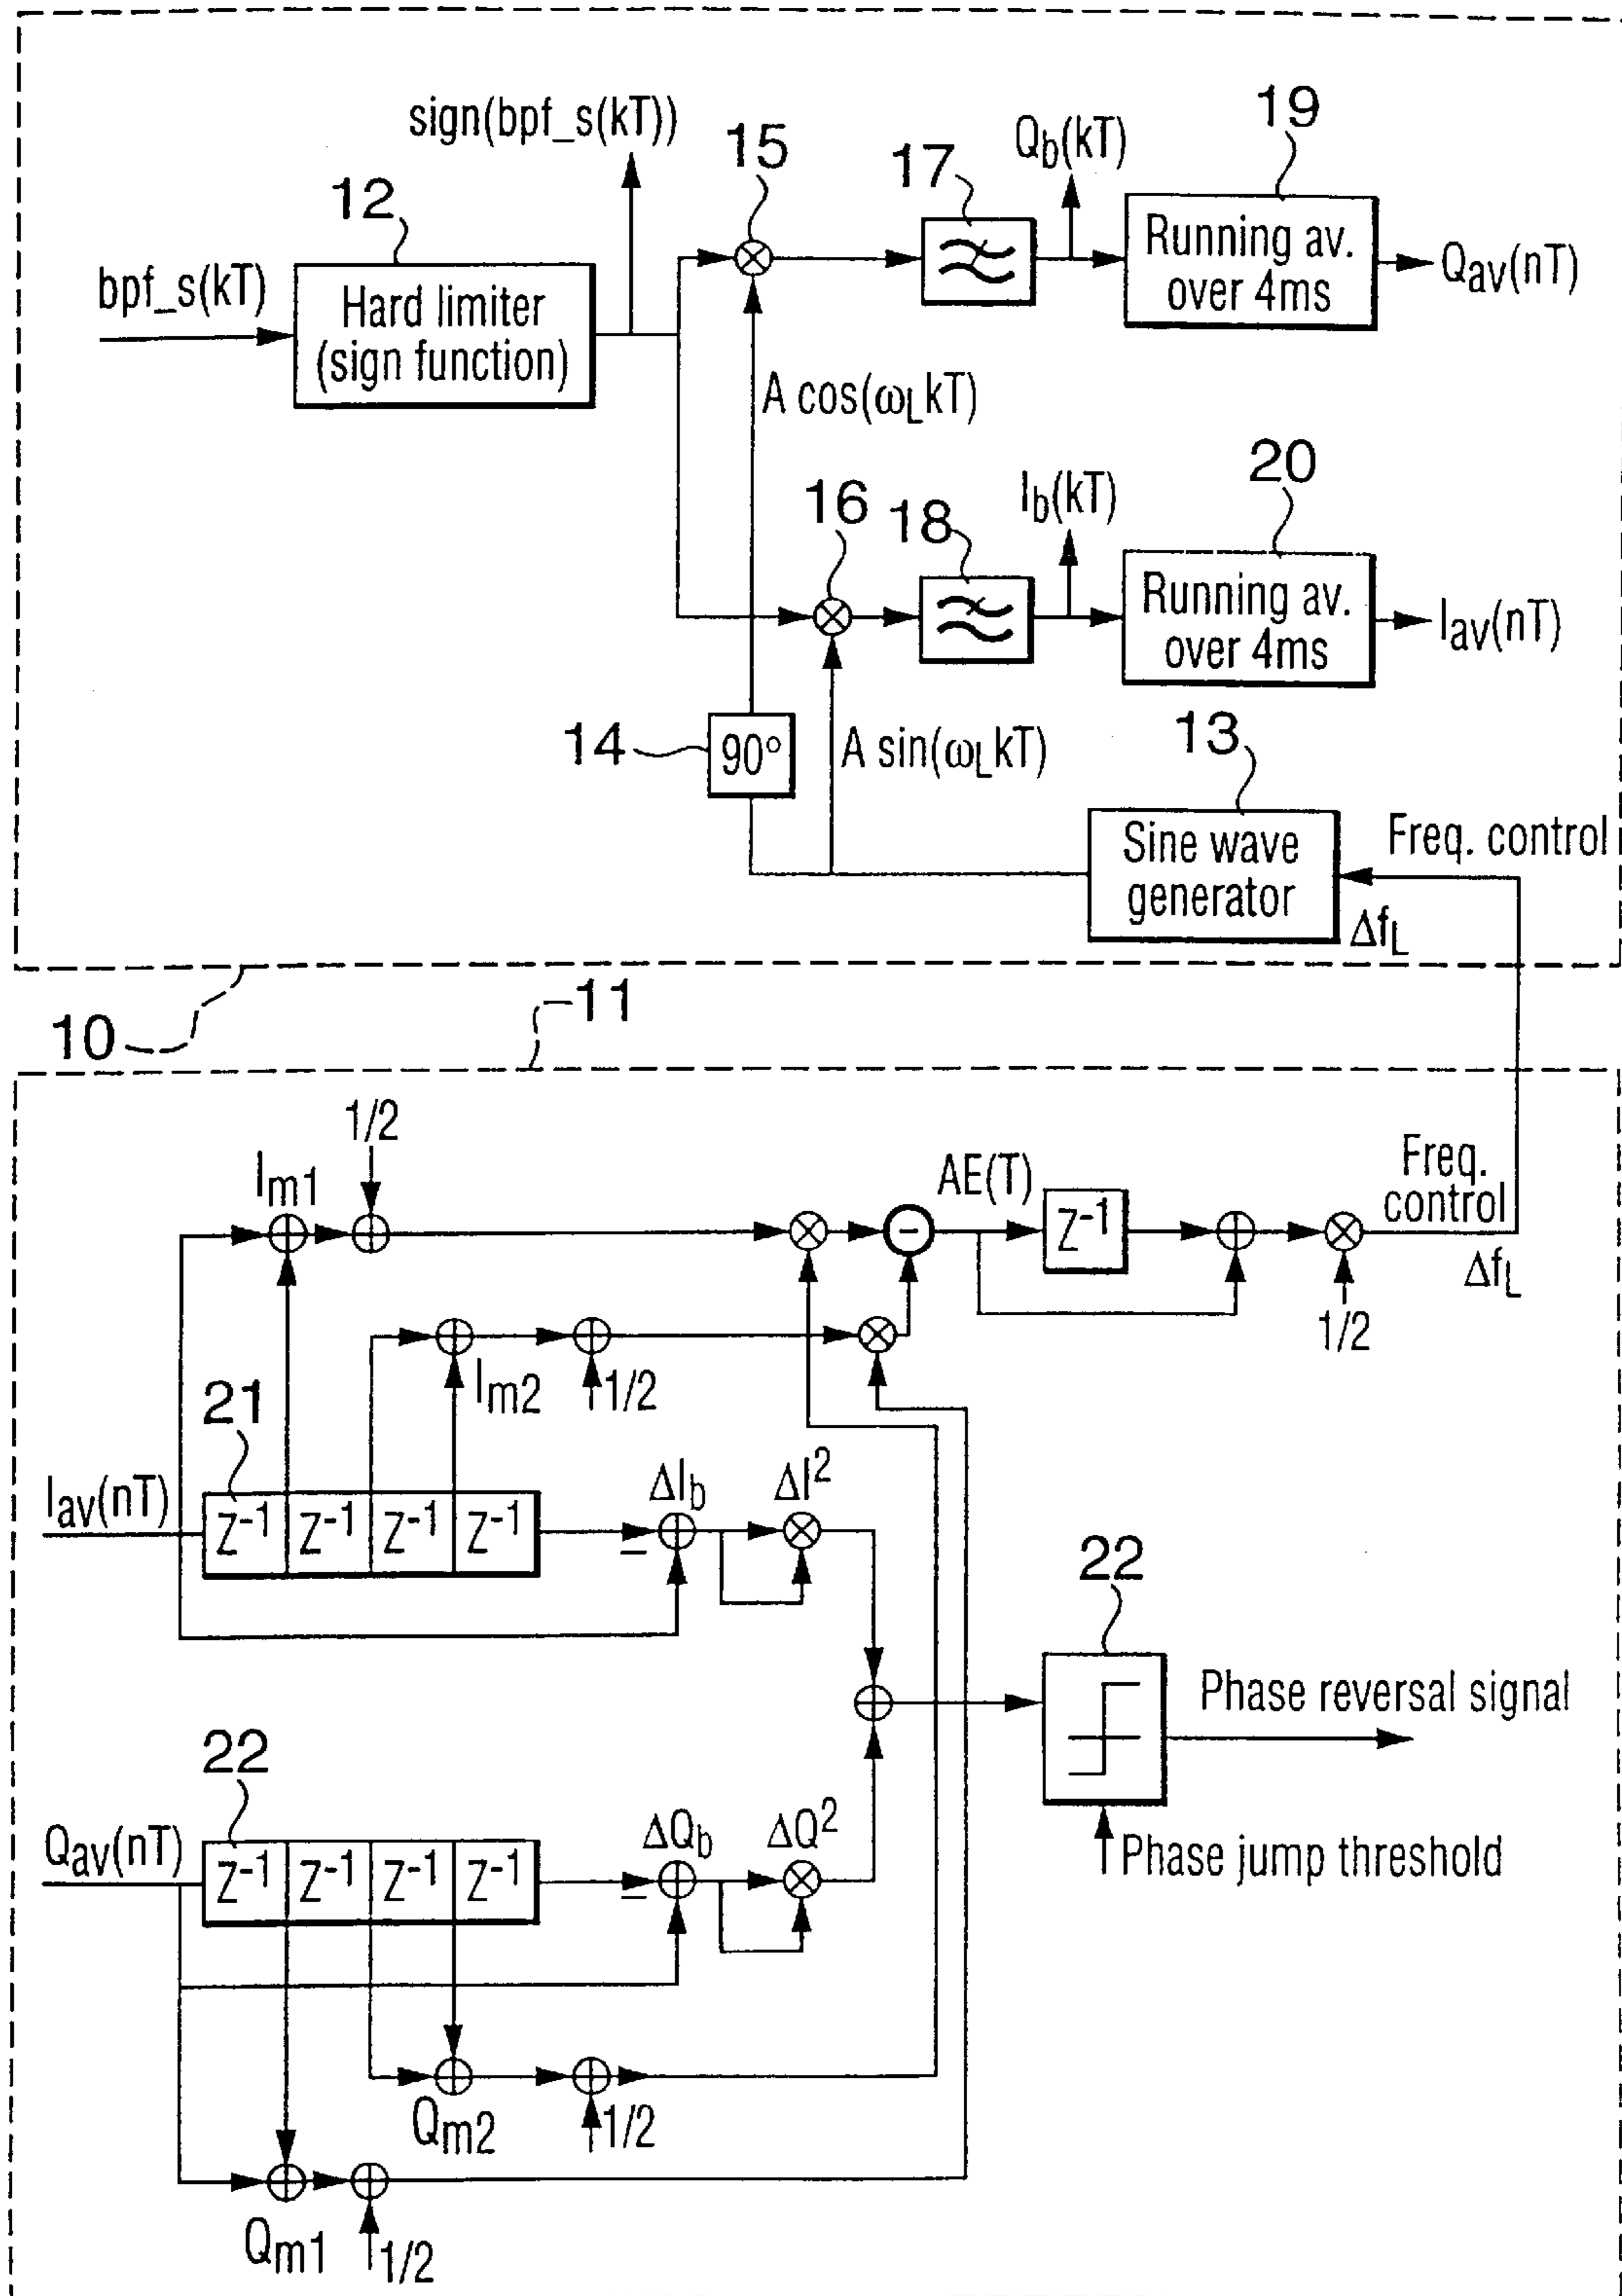 sign(bpf_s(kT))
15
17
Qb(kT)
19
12
bpf_s(kT)
Hard limiter
(sign function)
Running av.
over 4ms
Qav(nT)
A cos(ωLkT)
16
18
Ib(kT)
20
Running av.
over 4ms
Iav(nT)
14
90°
A sin(ωLkT)
13
Sine wave
generator
Freq. control
ΔfL
10
11
1/2
Im1
AE(T)
Z-1
Freq.
control
ΔfL
1/2
Im2
1/2
21
Iav(nT)
Z-1 Z-1 Z-1 Z-1
–
ΔIb
ΔI2
22
Phase reversal signal
Phase jump threshold
22
Qav(nT)
Z-1 Z-1 Z-1 Z-1
–
ΔQb
ΔQ2
Qm2
1/2
Qm1
1/2